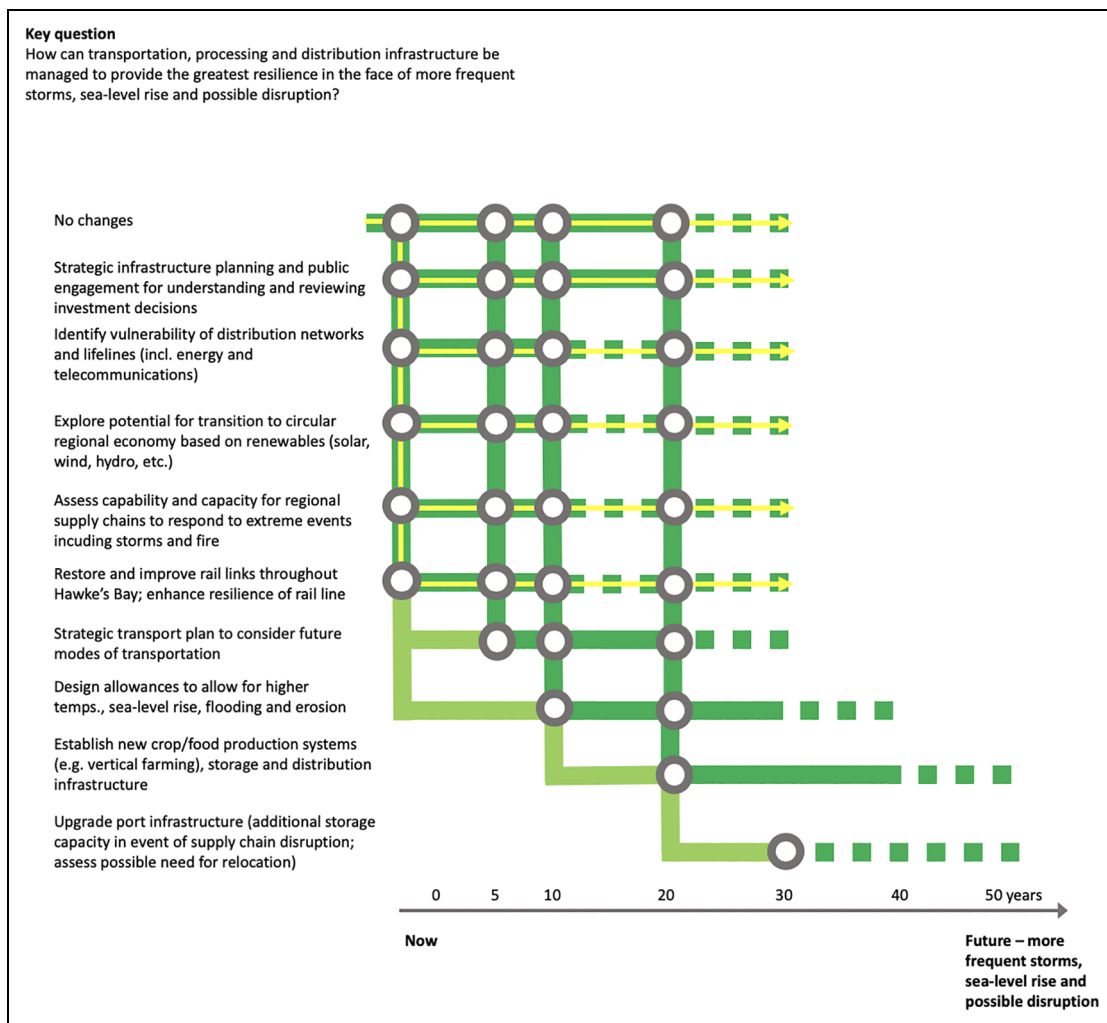 Key question
How can transportation, processing and distribution infrastructure be
managed to provide the greatest resilience in the face of more frequent
storms, sea-level rise and possible disruption?
No changes
Strategic infrastructure planning and public
engagement for understanding and reviewing
investment decisions
Identify vulnerability of distribution networks
and lifelines (incl. energy and
telecommunications)
Explore potential for transition to circular
regional economy based on renewables (solar,
wind, hydro, etc.)
Assess capability and capacity for regional
supply chains to respond to extreme events
incuding storms and fire
Restore and improve rail links throughout
Hawke's Bay; enhance resilience of rail line
Strategic transport plan to consider future
modes of transportation
Design allowances to allow for higher
temps., sea-level rise, flooding and erosion
Establish new crop/food production systems
(e.g. vertical farming), storage and distribution
infrastructure
Upgrade port infrastructure (additional storage
capacity in event of supply chain disruption;
assess possible need for relocation)
0 5 10 20 30 40 50 years
Now
Future – more
frequent storms,
sea-level rise and
possible disruption